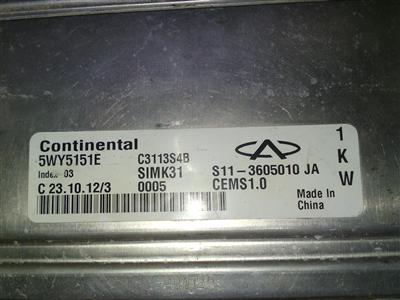 Continental
5WY5151E C3113S4B
Index 03 SIMK31 S11-3605010 JA
C 23.10.12/3 0005 CEMS1.0
Made In
China
1
K
W